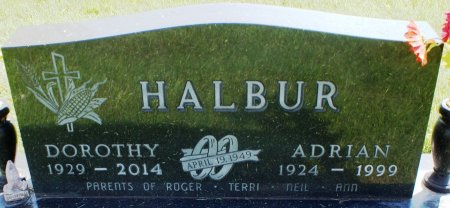 HALBUR
DOROTHY
1929 - 2014
APRIL 19, 1949
ADRIAN
1924 - 1999
PARENTS OF ROGER • TERRI • NEIL • ANN